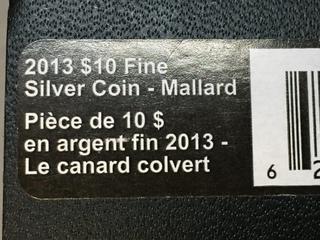 2013 $10 Fine
Silver Coin - Mallard
Pièce de 10 $
en argent fin 2013 -
Le canard colvert
6